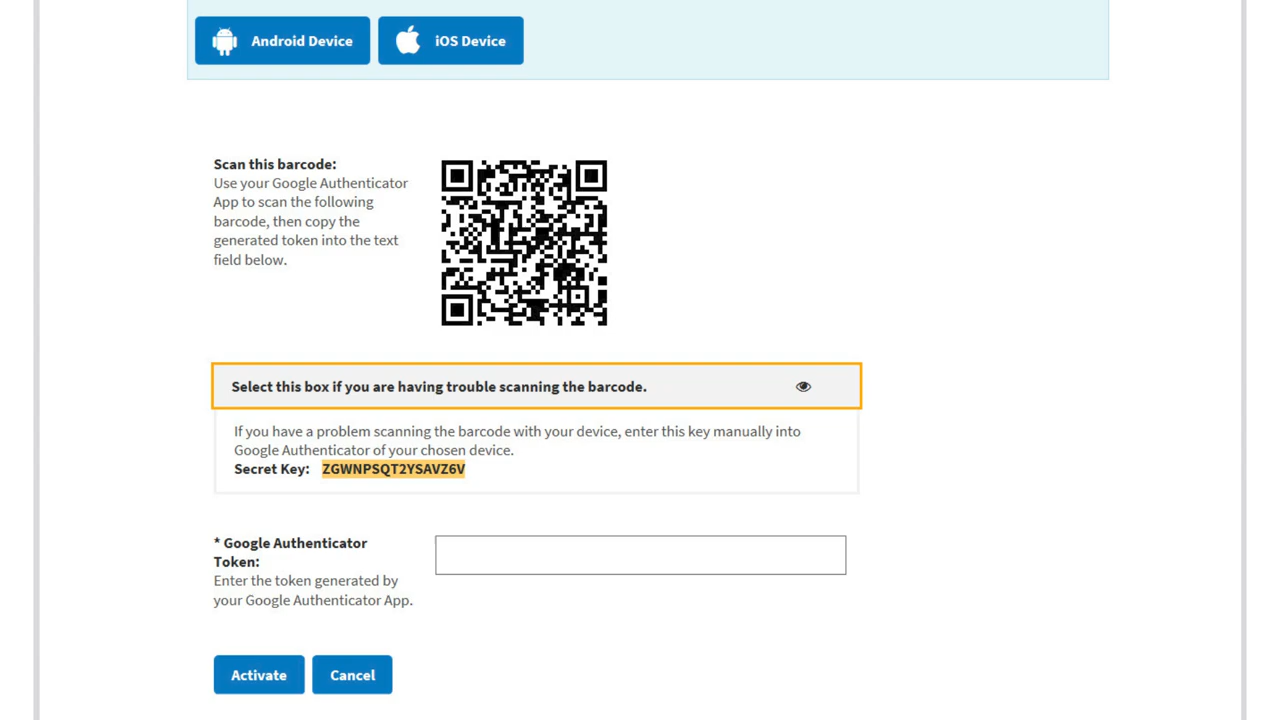 Android Device
iOS Device
Scan this barcode:
Use your Google Authenticator
App to scan the following
barcode, then copy the
generated token into the text
field below.
Select this box if you are having trouble scanning the barcode.
If you have a problem scanning the barcode with your device, enter this key manually into
Google Authenticator of your chosen device.
Secret Key: ZGWNPSQT2YSAVZ6V
* Google Authenticator
Token:
Enter the token generated by
your Google Authenticator App.
Activate
Cancel